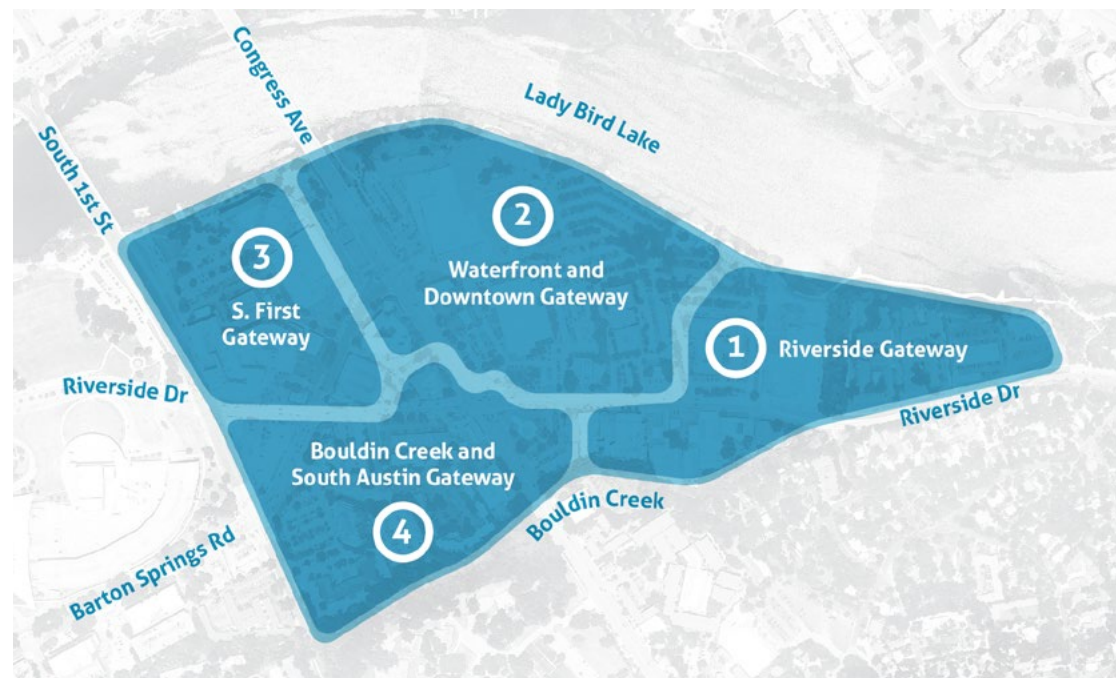 Congress Ave
Lady Bird Lake
South 1st St
2
Waterfront and
Downtown Gateway
3
S. First
Gateway
1
Riverside Gateway
Riverside Dr
Riverside Dr
Bouldin Creek and
South Austin Gateway
4
Bouldin Creek
Barton Springs Rd